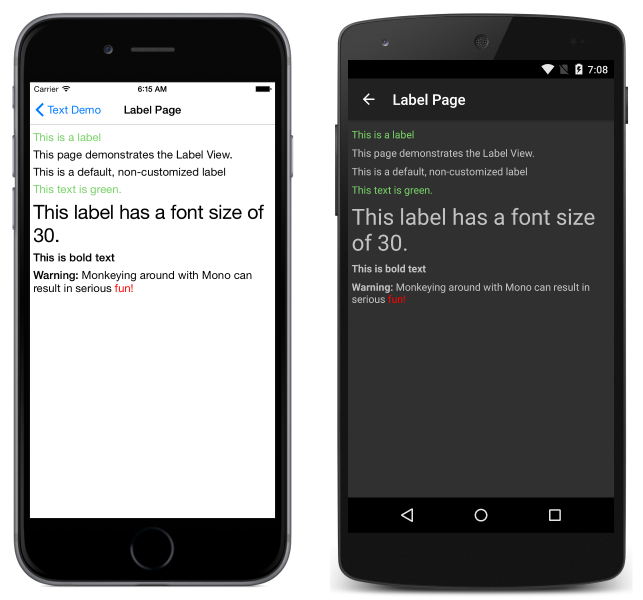 Carrier 6:15 AM
Text Demo Label Page
This is a label
This page demonstrates the Label View.
This is a default, non-customized label
This text is green.
This label has a font size of
30.
This is bold text
Warning: Monkeying around with Mono can
result in serious fun!
7:08
Label Page
This is a label
This page demonstrates the Label View.
This is a default, non-customized label
This text is green.
This label has a font size
of 30.
This is bold text
Warning: Monkeying around with Mono can result in
serious fun!